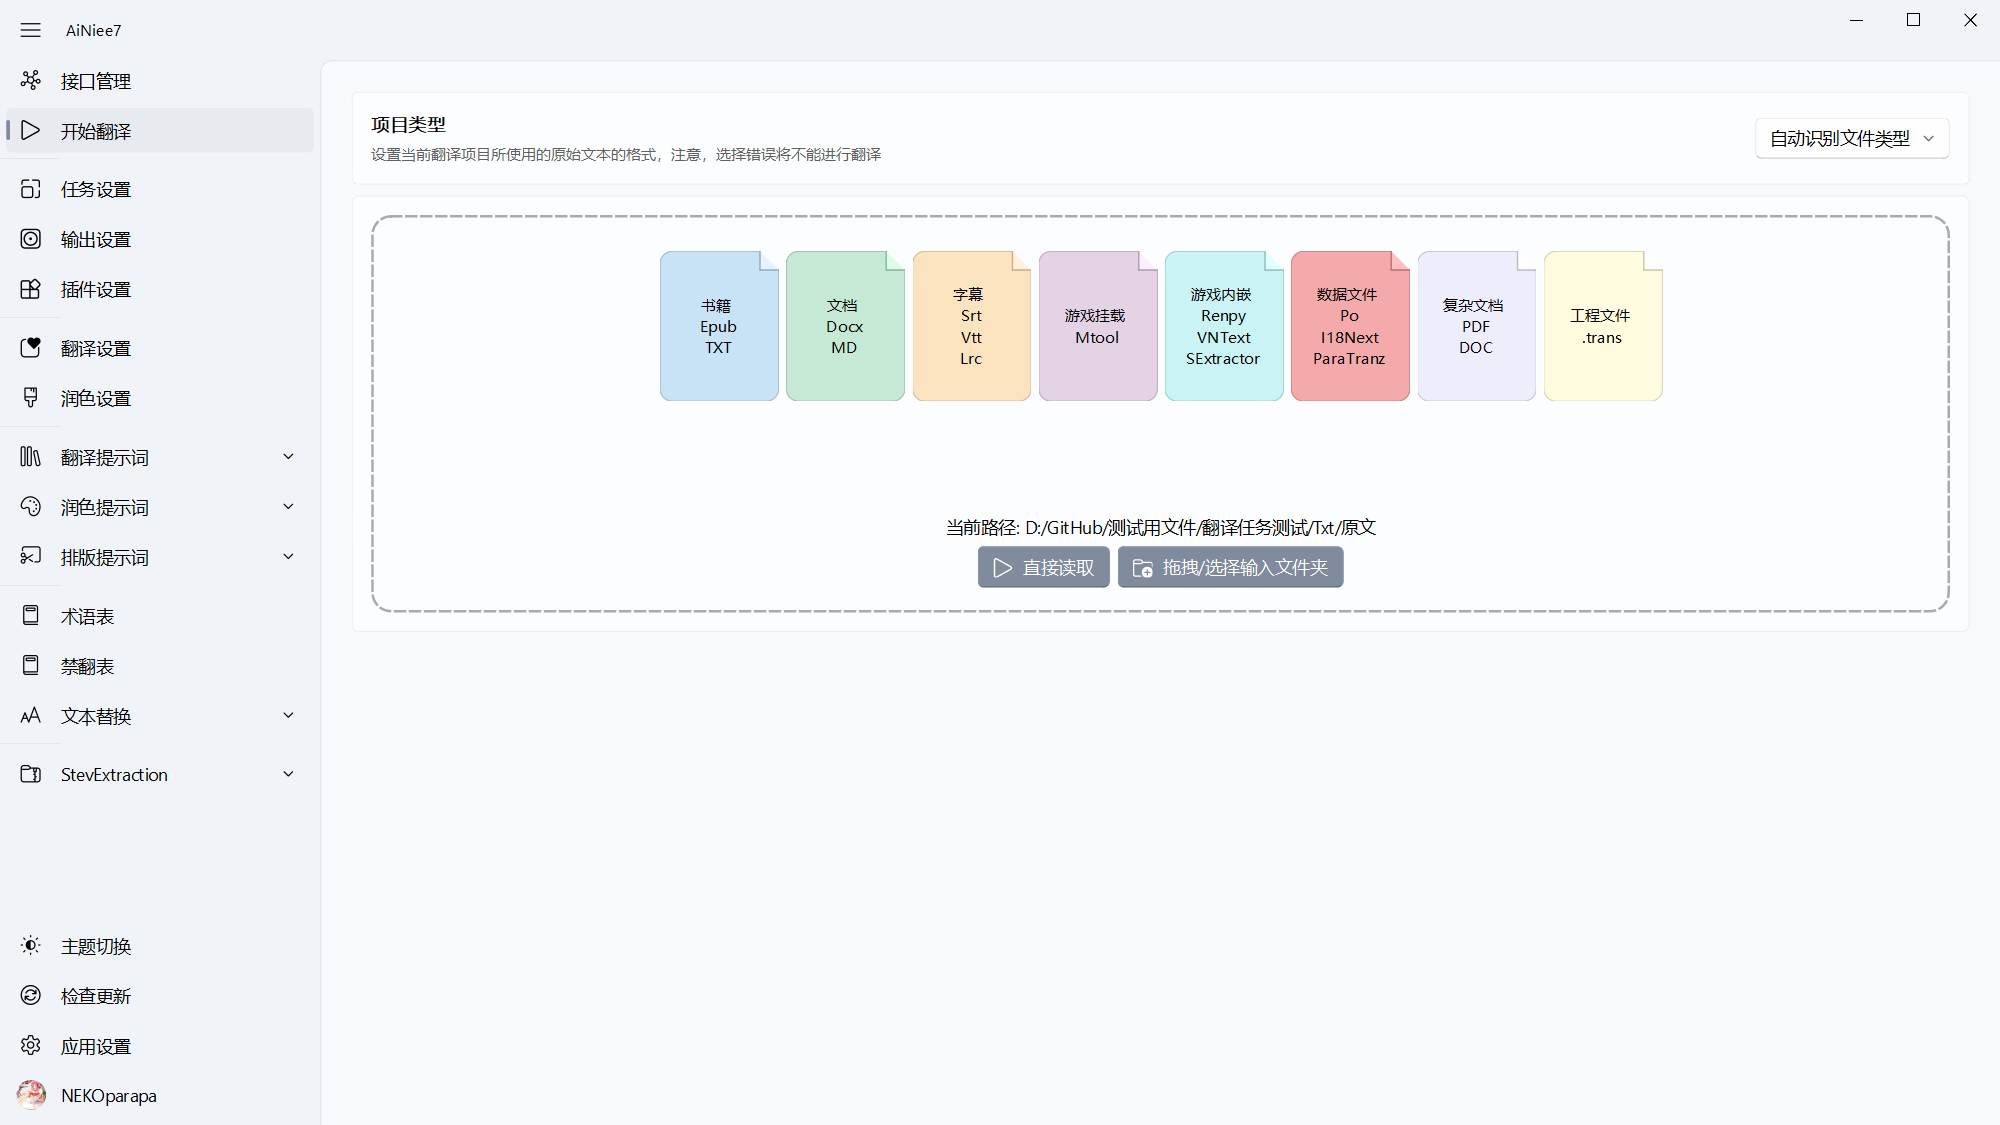 AiNiee7
接口管理
开始翻译
任务设置
输出设置
插件设置
翻译设置
润色设置
翻译提示词
润色提示词
排版提示词
术语表
禁翻表
文本替换
StevExtraction
主题切换
检查更新
应用设置
NEKOparapa
项目类型
设置当前翻译项目所使用的原始文本的格式，注意，选择错误将不能进行翻译
自动识别文件类型
书籍
Epub
TXT
文档
Docx
MD
字幕
Srt
Vtt
Lrc
游戏挂载
Mtool
游戏内嵌
Renpy
VNText
SExtractor
数据文件
Po
I18Next
ParaTranz
复杂文档
PDF
DOC
工程文件
.trans
当前路径: D:/GitHub/测试用文件/翻译任务测试/Txt/原文
直接读取
拖拽/选择输入文件夹